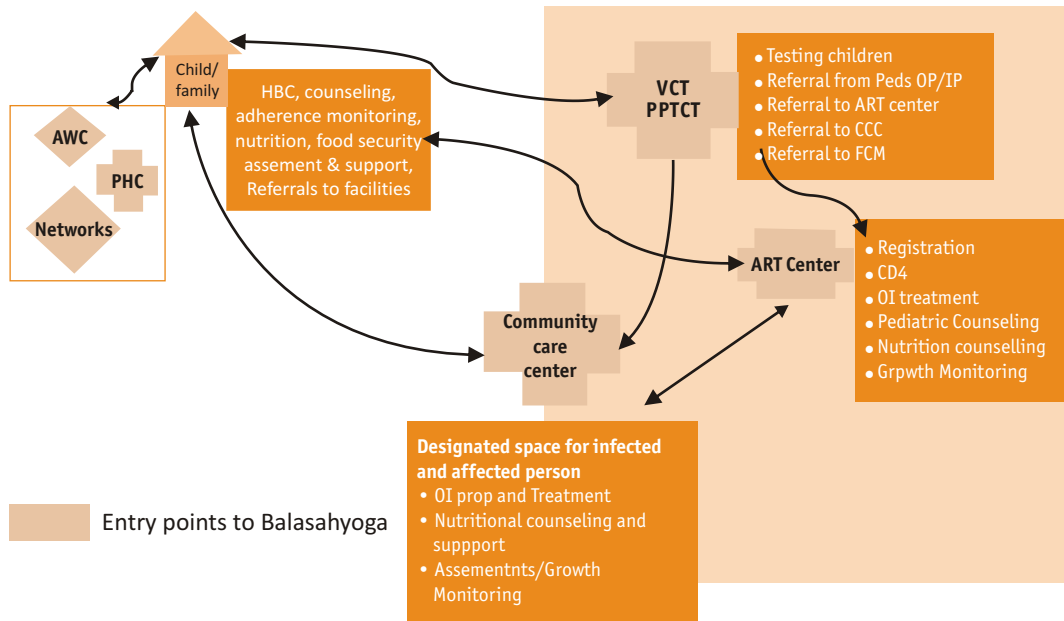 Child/
family
AWC
PHC
Networks
HBC, counseling,
adherence monitoring,
nutrition, food security
assement & support,
Referrals to facilities
VCT
PPTCT
• Testing children
• Referral from Peds OP/IP
• Referral to ART center
• Referral to CCC
• Referral to FCM
ART Center
• Registration
• CD4
• OI treatment
• Pediatric Counseling
• Nutrition counselling
• Grpwth Monitoring
Community
care
center
Designated space for infected
and affected person
• OI prop and Treatment
• Nutritional counseling and
suppport
• Assementnts/Growth
Monitoring
Entry points to Balasahyoga